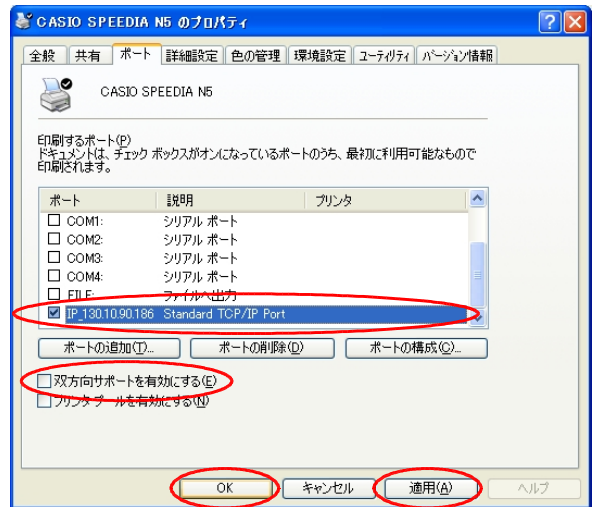 CASIO SPEEDIA N5 のプロパティ
全般 共有 ポート 詳細設定 色の管理 環境設定 ユーティリティ バージョン情報
CASIO SPEEDIA N5
印刷するポート(P)
ドキュメントは、チェック ボックスがオンになっているポートのうち、最初に利用可能なもので
印刷されます。
ポート 説明 プリンタ
COM1: シリアル ポート
COM2: シリアル ポート
COM3: シリアル ポート
COM4: シリアル ポート
FILE: ファイルへ出力
IP_130.10.90.186 Standard TCP/IP Port
ポートの追加(T)... ポートの削除(D) ポートの構成(C)...
双方向サポートを有効にする(E)
プリンタ プールを有効にする(N)
OK キャンセル 適用(A) ヘルプ